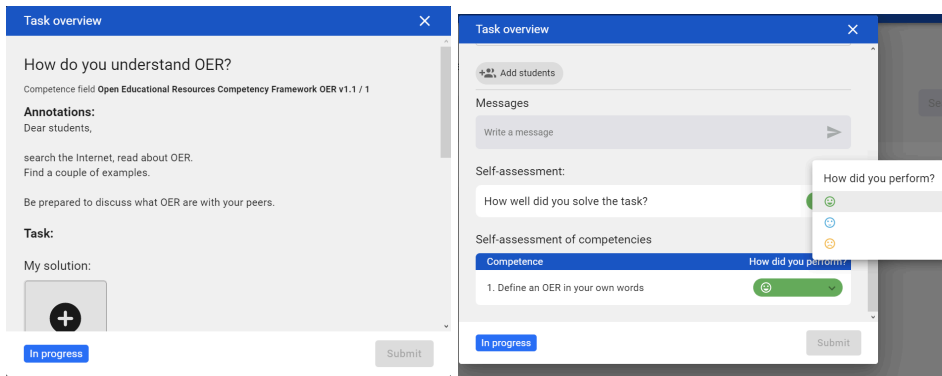 Task overview
How do you understand OER?
Competence field Open Educational Resources Competency Framework OER v1.1 / 1
Annotations:
Dear students,
search the Internet, read about OER.
Find a couple of examples.
Be prepared to discuss what OER are with your peers.
Task:
My solution:
In progress
Submit
Task overview
Add students
Messages
Write a message
Self-assessment:
How well did you solve the task?
How did you perform?
Self-assessment of competencies
Competence
How did you perform?
1. Define an OER in your own words
In progress
Submit